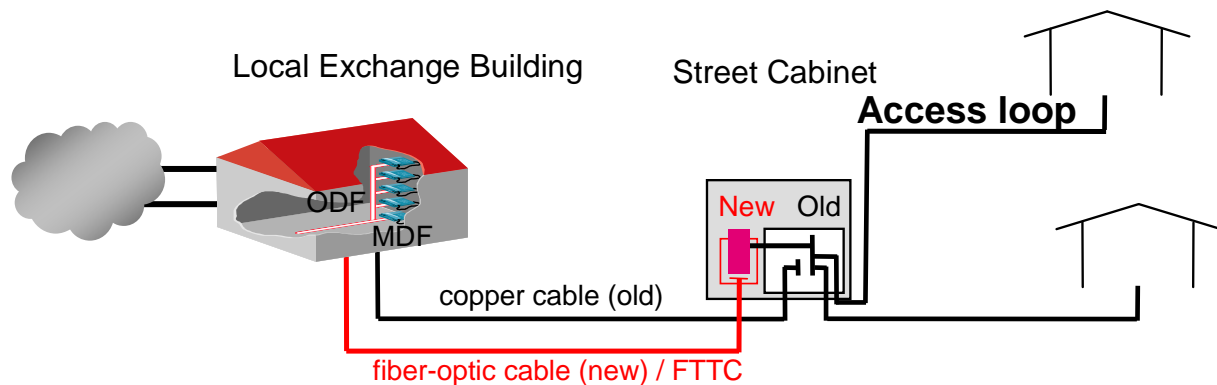 Local Exchange Building
Street Cabinet
Access loop
ODF
MDF
New Old
copper cable (old)
fiber-optic cable (new) / FTTC